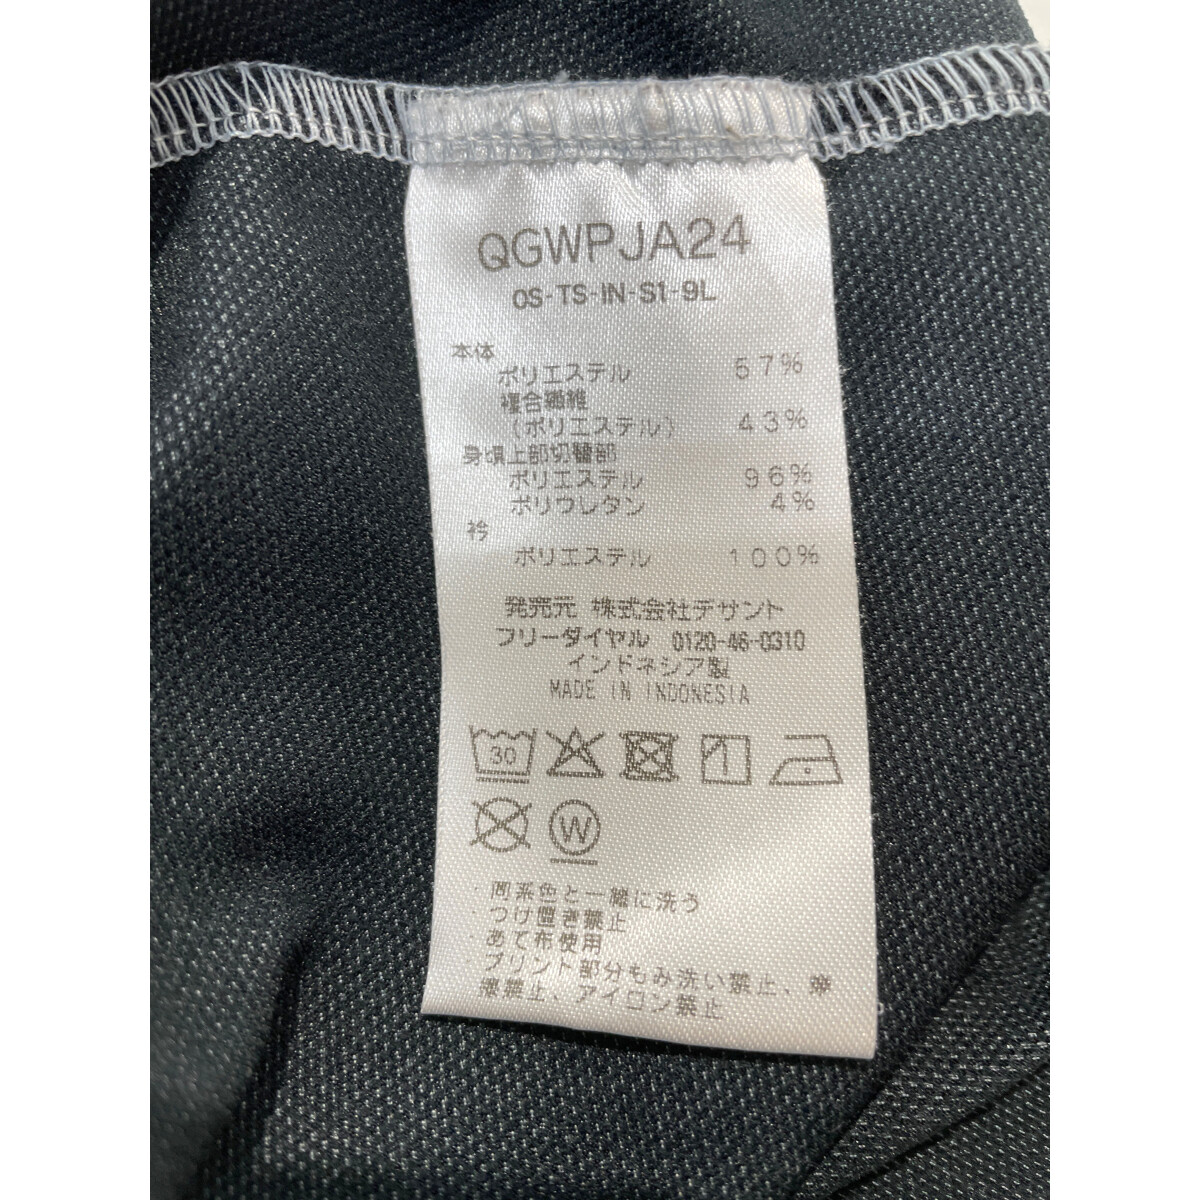 QGWPJA24
OS-TS-IN-S1-9L
本体
ポリエステル 57%
複合繊維
(ポリエステル) 43%
身頃上部切替部
ポリエステル 96%
ポリウレタン 4%
衿
ポリエステル 100%
発売元 株式会社デサント
フリーダイヤル 0120-46-0310
インドネシア製
MADE IN INDONESIA
30
W
・同系色と一緒に洗う
・つけ置き禁止
・あて布使用
・プリント部分もみ洗い禁止、摩
擦禁止、アイロン禁止